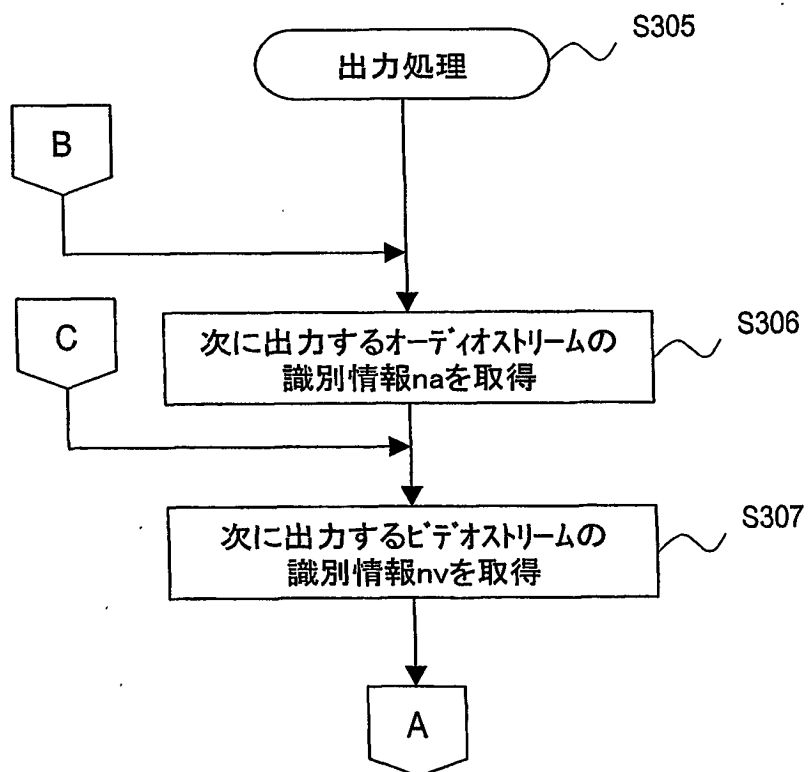 S305
出力処理
B
C
S306
次に出力するオーディオストリームの
識別情報naを取得
S307
次に出力するビデオストリームの
識別情報nvを取得
A